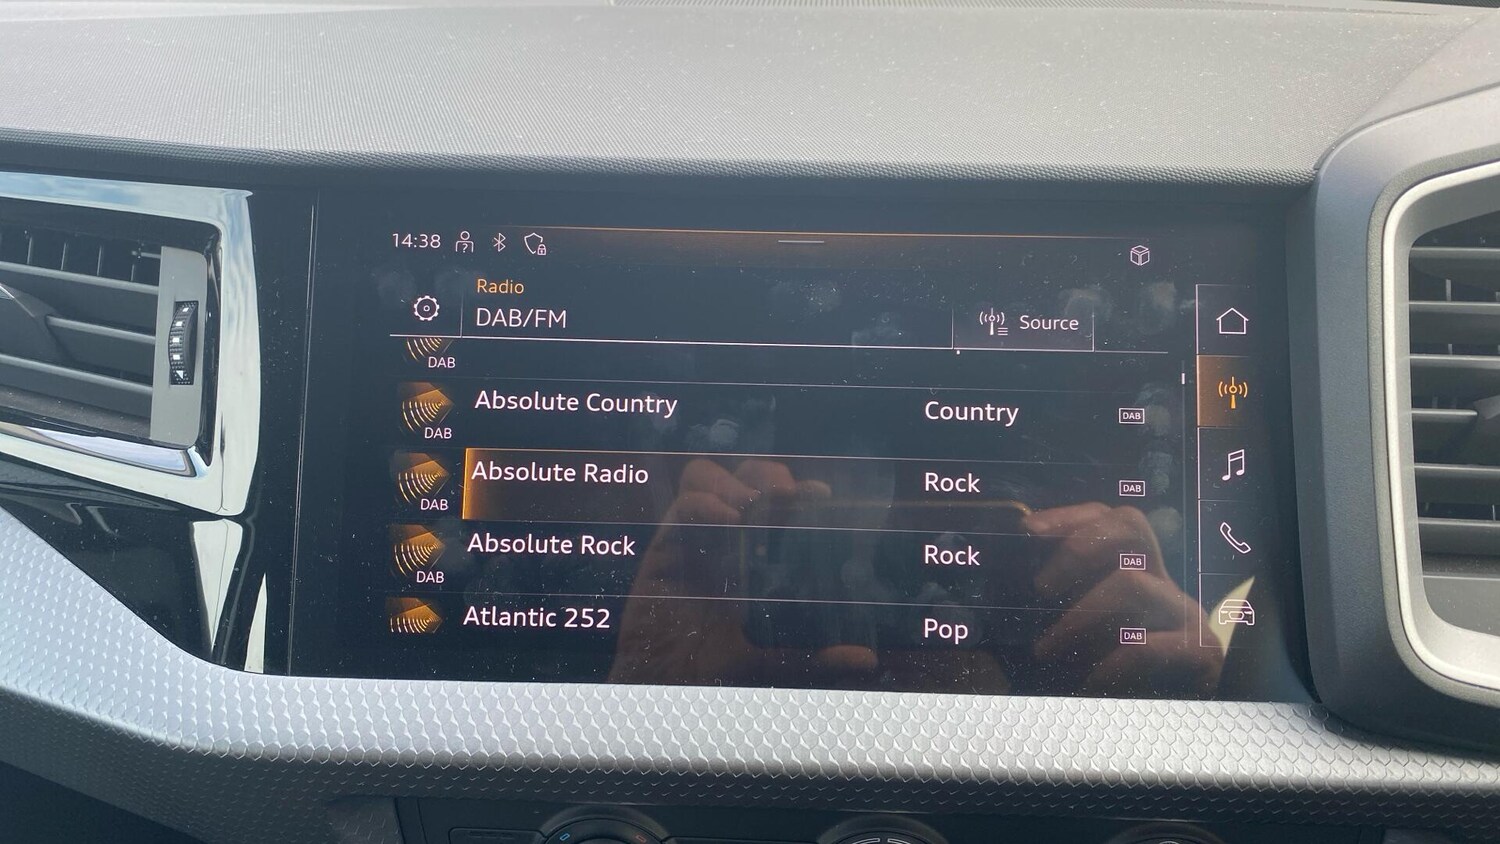 14:38
Radio
DAB/FM
Source
DAB
Absolute Country Country DAB
DAB
Absolute Radio Rock DAB
DAB
Absolute Rock Rock DAB
DAB
Atlantic 252 Pop DAB